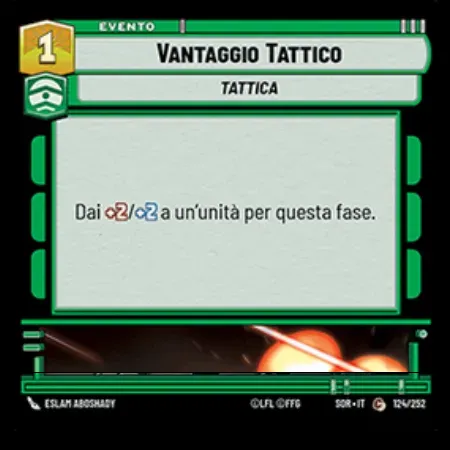 EVENTO
1
VANTAGGIO TATTICO
TATTICA
Dai +2/+2 a un'unità per questa fase.
ESLAM ABOSHADY ©LFL ©FFG SOR • IT C 124/252